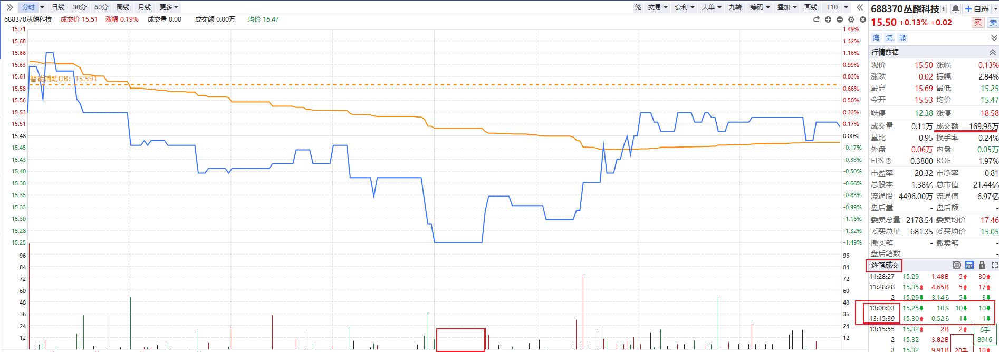 分时 日线 30分 60分 周线 月线 更多 笼 交易 套利 大单 九转 筹码 叠加 画线 F10
688370丛麟科技 成交价 15.51 涨幅 0.19% 成交量 0.00 成交额 0.00万 均价 15.47
15.71 1.49%
15.68 1.32%
15.66 1.16%
15.63 0.99%
15.61 0.83%
智能辅助DB: 15.591
15.58 0.66%
15.56 0.50%
15.53 0.33%
15.51 0.17%
15.48 0.00%
15.45 -0.17%
15.43 -0.33%
15.40 -0.50%
15.38 -0.66%
15.35 -0.83%
15.33 -0.99%
15.30 -1.16%
15.28 -1.32%
15.25 -1.49%
96 96
84 84
72 72
60 60
48 48
36 36
24 24
12 12
688370丛麟科技 自选
15.50 +0.13% +0.02 买 卖
海 流 熊
行情数据
现价 15.50 涨幅 0.13%
涨跌 0.02 振幅 2.84%
最高 15.69 最低 15.25
今开 15.53 均价 15.47
跌停 12.38 涨停 18.58
成交量 0.11万 成交额 169.98万
量比 0.95 换手率 0.24%
外盘 0.06万 内盘 0.05万
EPS② 0.3800 ROE 1.97%
市盈率 20.32 市净率 0.81
总股本 1.38亿 总市值 21.44亿
流通股 4496.00万 流通值 6.97亿
盘后量 - 盘后额 -
委卖总量 2178.54 委卖均价 17.46
委买总量 681.35 委买均价 15.05
撤买笔 - 撤卖笔 -
盘后笔数 -
逐笔成交 单 量
11:28:27 15.29 1.48B 5⬆ 30⬆
11:28:28 15.35⬆ 4.65B 5⬆ 17⬆
2 15.29⬇ 3.14S 5⬇ 3⬇
13:00:03 15.25⬇ 10S 10⬇ 10⬇
13:15:39 15.30⬆ 0.52S 1⬇ 1⬇
13:15:55 15.32⬆ 2B 2⬆ 6手
2 15.32 3.82B 8916
3 15.32 9.91B 20手 10⬆